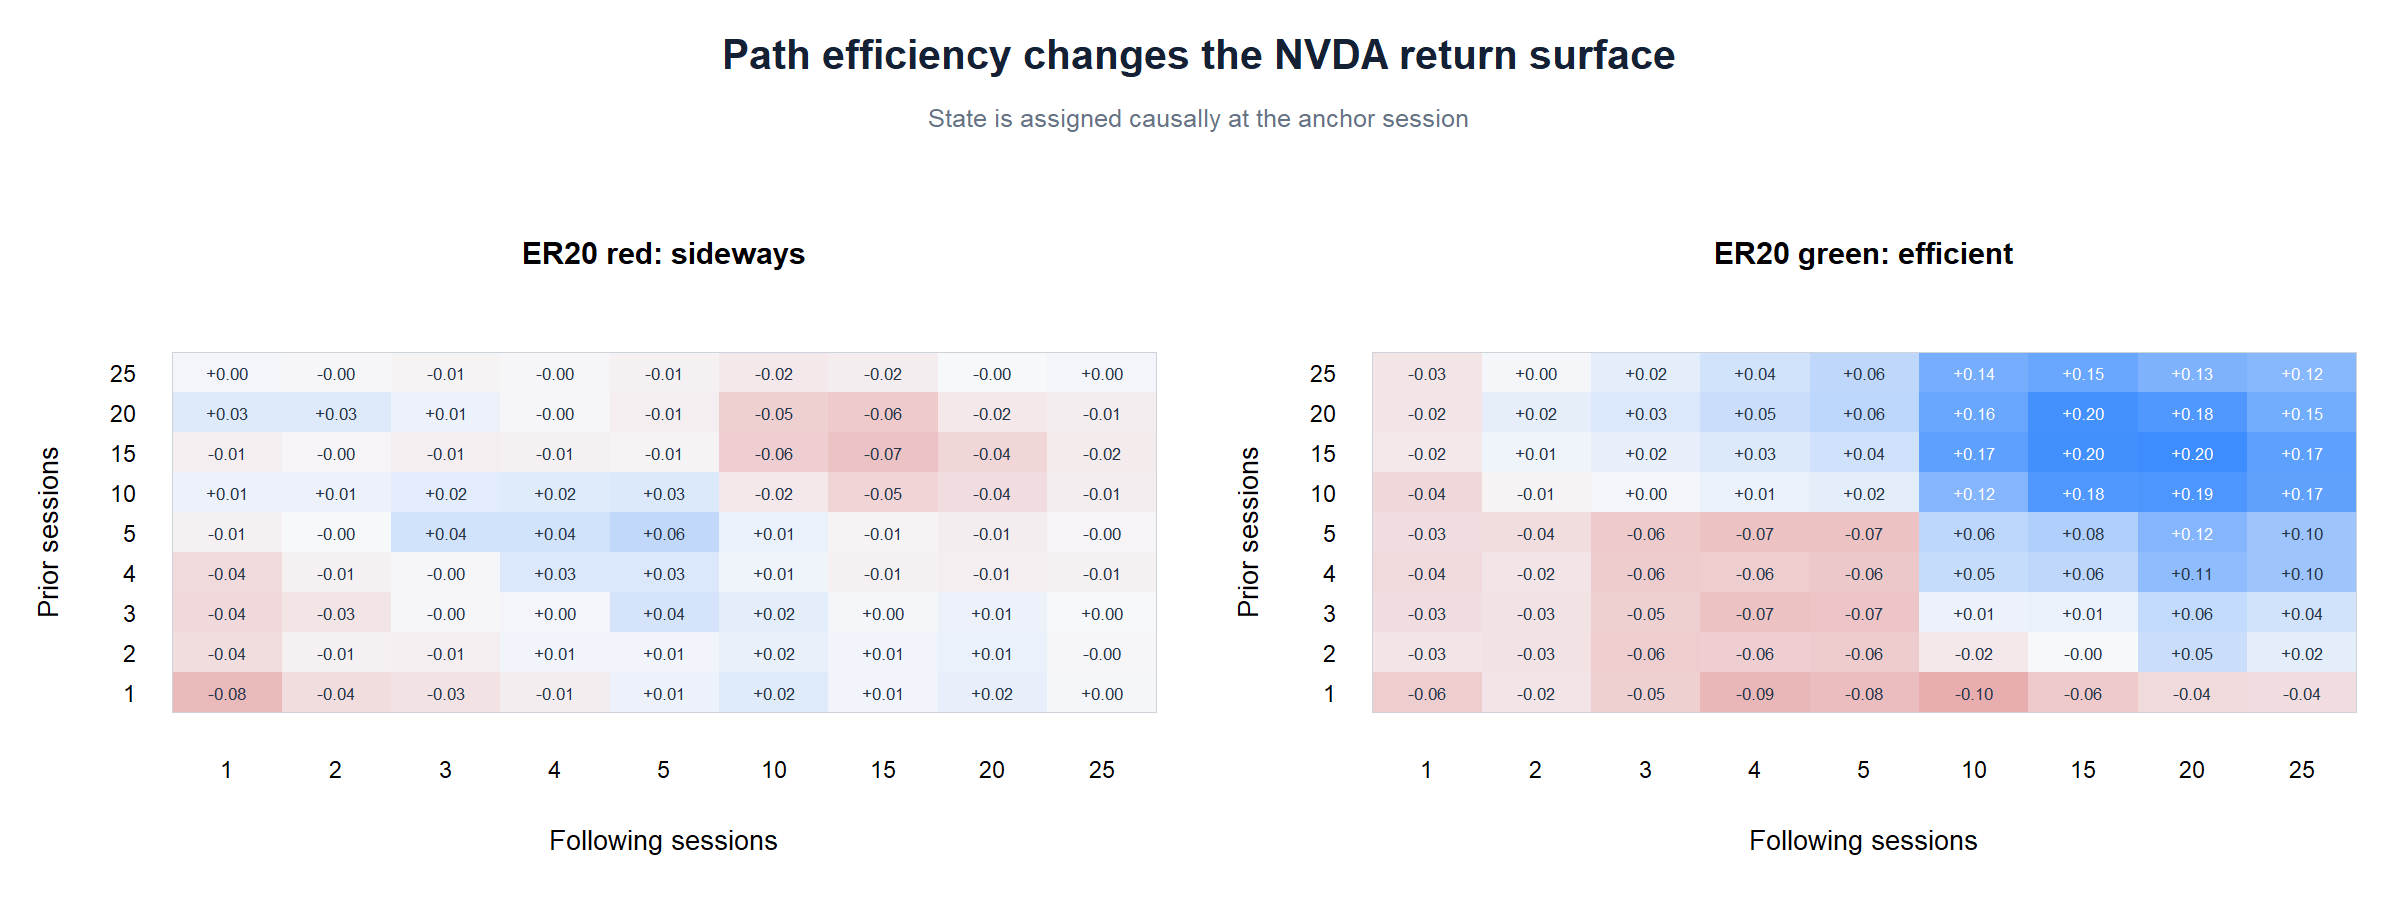 Path efficiency changes the NVDA return surface
State is assigned causally at the anchor session
ER20 red: sideways
Prior sessions
25 +0.00 -0.00 -0.01 -0.00 -0.01 -0.02 -0.02 -0.00 +0.00
20 +0.03 +0.03 +0.01 -0.00 -0.01 -0.05 -0.06 -0.02 -0.01
15 -0.01 -0.00 -0.01 -0.01 -0.01 -0.06 -0.07 -0.04 -0.02
10 +0.01 +0.01 +0.02 +0.02 +0.03 -0.02 -0.05 -0.04 -0.01
5 -0.01 -0.00 +0.04 +0.04 +0.06 +0.01 -0.01 -0.01 -0.00
4 -0.04 -0.01 -0.00 +0.03 +0.03 +0.01 -0.01 -0.01 -0.01
3 -0.04 -0.03 -0.00 +0.00 +0.04 +0.02 +0.00 +0.01 +0.00
2 -0.04 -0.01 -0.01 +0.01 +0.01 +0.02 +0.01 +0.01 -0.00
1 -0.08 -0.04 -0.03 -0.01 +0.01 +0.02 +0.01 +0.02 +0.00
1 2 3 4 5 10 15 20 25
Following sessions
ER20 green: efficient
Prior sessions
25 -0.03 +0.00 +0.02 +0.04 +0.06 +0.14 +0.15 +0.13 +0.12
20 -0.02 +0.02 +0.03 +0.05 +0.06 +0.16 +0.20 +0.18 +0.15
15 -0.02 +0.01 +0.02 +0.03 +0.04 +0.17 +0.20 +0.20 +0.17
10 -0.04 -0.01 +0.00 +0.01 +0.02 +0.12 +0.18 +0.19 +0.17
5 -0.03 -0.04 -0.06 -0.07 -0.07 +0.06 +0.08 +0.12 +0.10
4 -0.04 -0.02 -0.06 -0.06 -0.06 +0.05 +0.06 +0.11 +0.10
3 -0.03 -0.03 -0.05 -0.07 -0.07 +0.01 +0.01 +0.06 +0.04
2 -0.03 -0.03 -0.06 -0.06 -0.06 -0.02 -0.00 +0.05 +0.02
1 -0.06 -0.02 -0.05 -0.09 -0.08 -0.10 -0.06 -0.04 -0.04
1 2 3 4 5 10 15 20 25
Following sessions